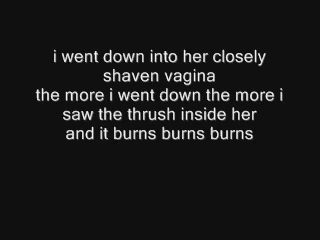 i went down into her closely
shaven vagina
the more i went down the more i
saw the thrush inside her
and it burns burns burns